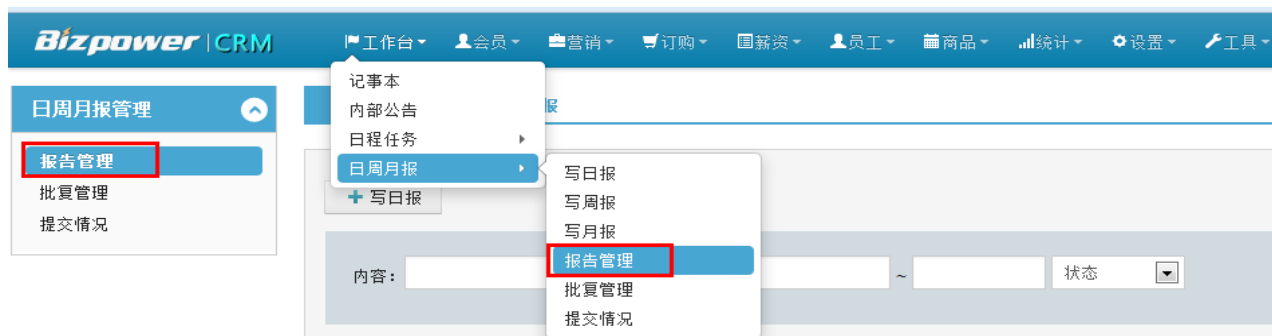 Bizpower | CRM
工作台 会员 营销 订购 薪资 员工 商品 统计 设置 工具
记事本
内部公告
日程任务
日周月报
日周月报管理
报告管理
批复管理
提交情况
报
写日报
写日报
写周报
写月报
报告管理
批复管理
提交情况
内容： ~ 状态